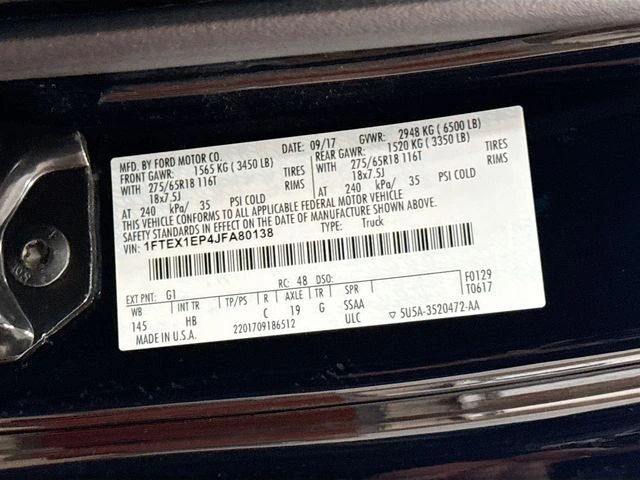 MFD. BY FORD MOTOR CO. DATE: 09/17 GVWR: 2948 KG (6500 LB)
FRONT GAWR: 1565 KG (3450 LB) REAR GAWR: 1520 KG (3350 LB)
WITH 275/65R18 116T TIRES WITH 275/65R18 116T TIRES
18x7.5J RIMS 18x7.5J RIMS
AT 240 kPa/ 35 PSI COLD AT 240 kPa/ 35 PSI COLD
THIS VEHICLE CONFORMS TO ALL APPLICABLE FEDERAL MOTOR VEHICLE
SAFETY STANDARDS IN EFFECT ON THE DATE OF MANUFACTURE SHOWN ABOVE.
VIN: 1FTEX1EP4JFA80138 TYPE: Truck
EXT PNT: G1 RC: 48 DSO: F0129
WB INT TR TP/PS R AXLE TR SPR T0617
145 HB C 19 G SSAA
MADE IN U.S.A. 2201709186512 ULC ▽ 5U5A-3520472-AA